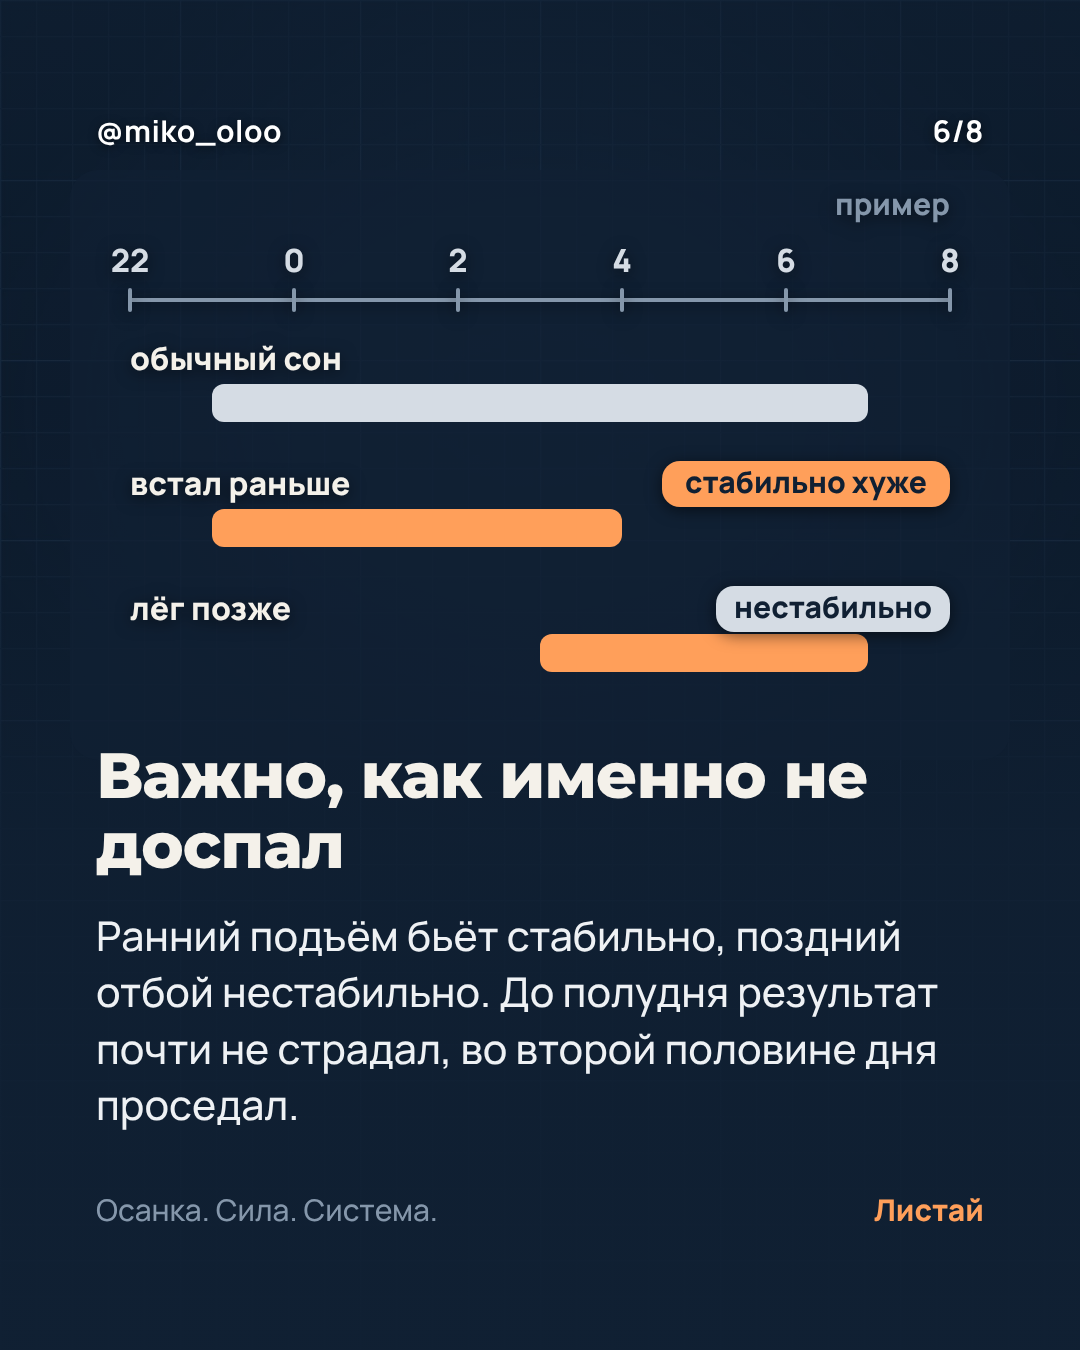 @miko_oloo 6/8
пример
22 0 2 4 6 8
обычный сон
встал раньше стабильно хуже
лёг позже нестабильно
Важно, как именно не
доспал
Ранний подъём бьёт стабильно, поздний
отбой нестабильно. До полудня результат
почти не страдал, во второй половине дня
проседал.
Осанка. Сила. Система. Листай